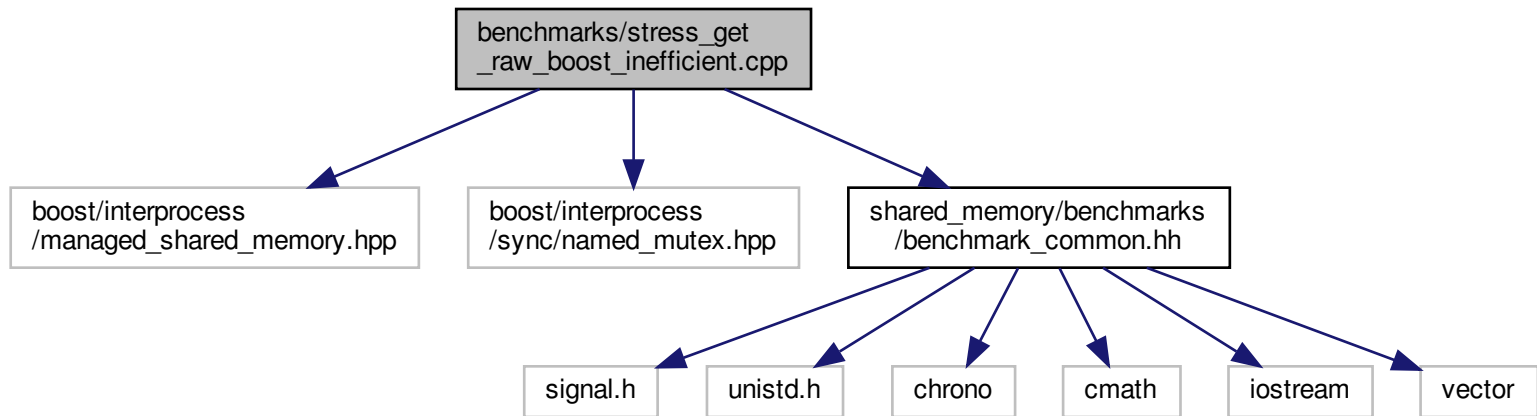 benchmarks/stress_get
_raw_boost_inefficient.cpp
boost/interprocess
/managed_shared_memory.hpp
boost/interprocess
/sync/named_mutex.hpp
shared_memory/benchmarks
/benchmark_common.hh
signal.h
unistd.h
chrono
cmath
iostream
vector